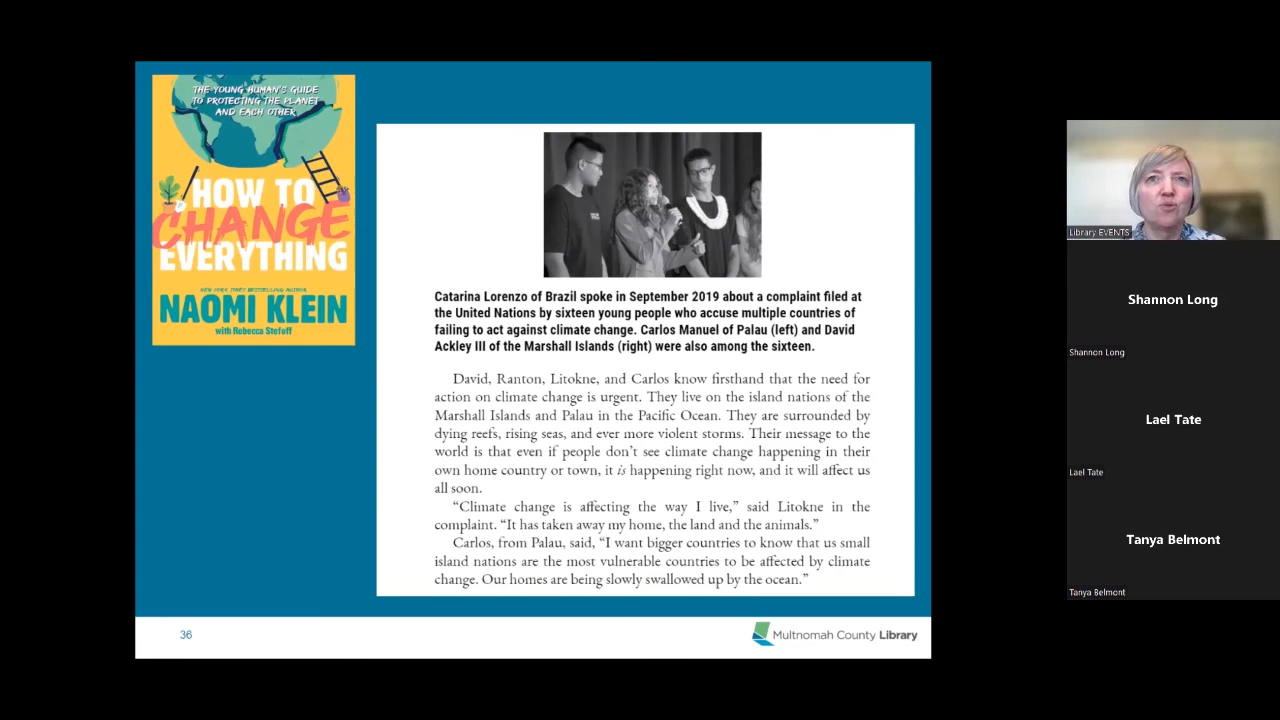 THE YOUNG HUMAN'S GUIDE
TO PROTECTING THE PLANET
AND EACH OTHER
HOW TO
CHANGE
EVERYTHING
NEW YORK TIMES BESTSELLING AUTHOR
NAOMI KLEIN
with Rebecca Stefoff
Catarina Lorenzo of Brazil spoke in September 2019 about a complaint filed at
the United Nations by sixteen young people who accuse multiple countries of
failing to act against climate change. Carlos Manuel of Palau (left) and David
Ackley III of the Marshall Islands (right) were also among the sixteen.
David, Ranton, Litokne, and Carlos know firsthand that the need for
action on climate change is urgent. They live on the island nations of the
Marshall Islands and Palau in the Pacific Ocean. They are surrounded by
dying reefs, rising seas, and ever more violent storms. Their message to the
world is that even if people don't see climate change happening in their
own home country or town, it is happening right now, and it will affect us
all soon.
“Climate change is affecting the way I live,” said Litokne in the
complaint. “It has taken away my home, the land and the animals.”
Carlos, from Palau, said, “I want bigger countries to know that us small
island nations are the most vulnerable countries to be affected by climate
change. Our homes are being slowly swallowed up by the ocean.”
36
Multnomah County Library
Library EVENTS
Shannon Long
Shannon Long
Lael Tate
Lael Tate
Tanya Belmont
Tanya Belmont